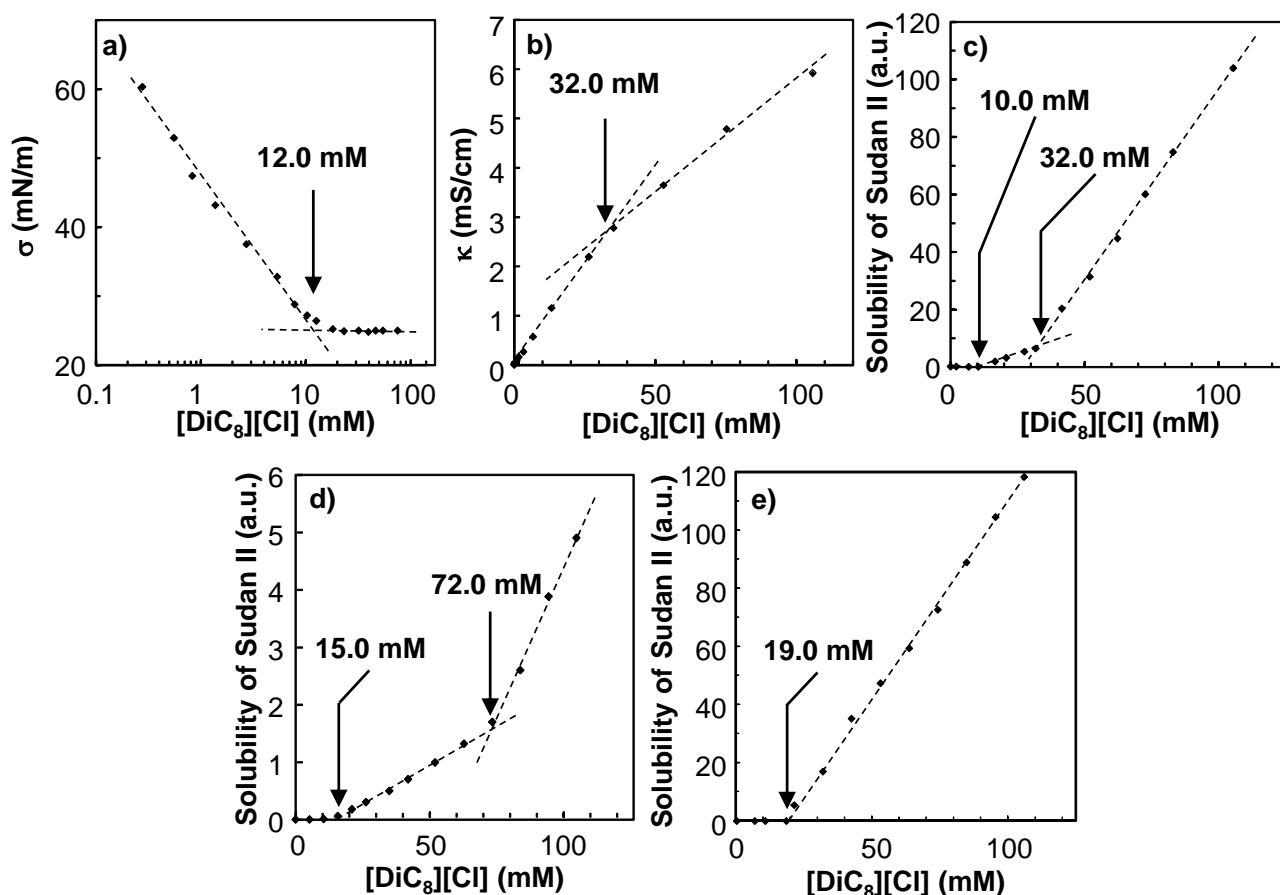 a)
σ (mN/m)
60
40
20
12.0 mM
0.1 1 10 100
[DiC₈][Cl] (mM)
b)
κ (mS/cm)
7
6
5
4
3
2
1
0
32.0 mM
0 50 100
[DiC₈][Cl] (mM)
c)
Solubility of Sudan II (a.u.)
120
100
80
60
40
20
0
10.0 mM
32.0 mM
0 50 100
[DiC₈][Cl] (mM)
d)
Solubility of Sudan II (a.u.)
6
5
4
3
2
1
0
15.0 mM
72.0 mM
0 50 100
[DiC₈][Cl] (mM)
e)
Solubility of Sudan II (a.u.)
120
100
80
60
40
20
0
19.0 mM
0 50 100
[DiC₈][Cl] (mM)